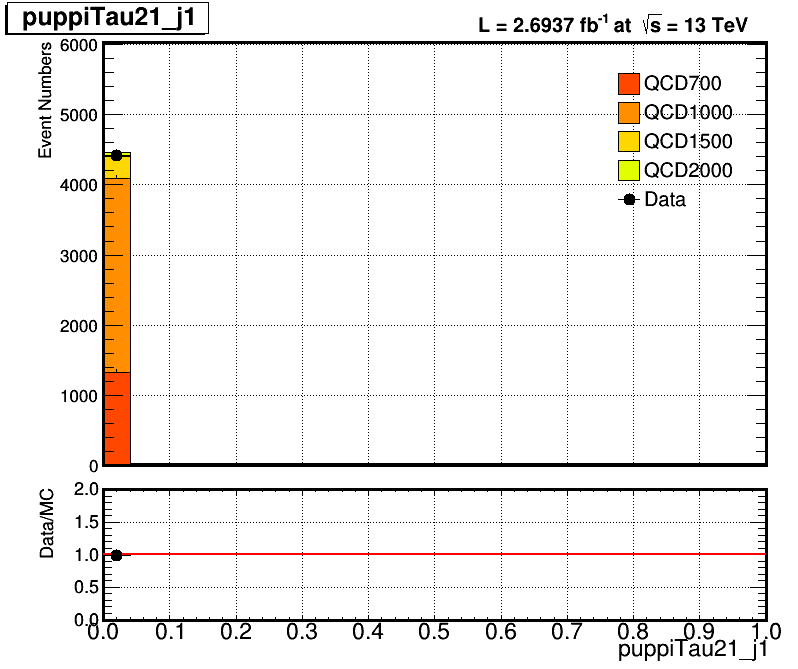 puppiTau21_j1
L = 2.6937 fb-1 at √s = 13 TeV
Event Numbers
6000
5000
4000
3000
2000
1000
0
QCD700
QCD1000
QCD1500
QCD2000
Data
Data/MC
2.0
1.5
1.0
0.5
0.0
0.0 0.1 0.2 0.3 0.4 0.5 0.6 0.7 0.8 0.9 1.0
puppiTau21_j1